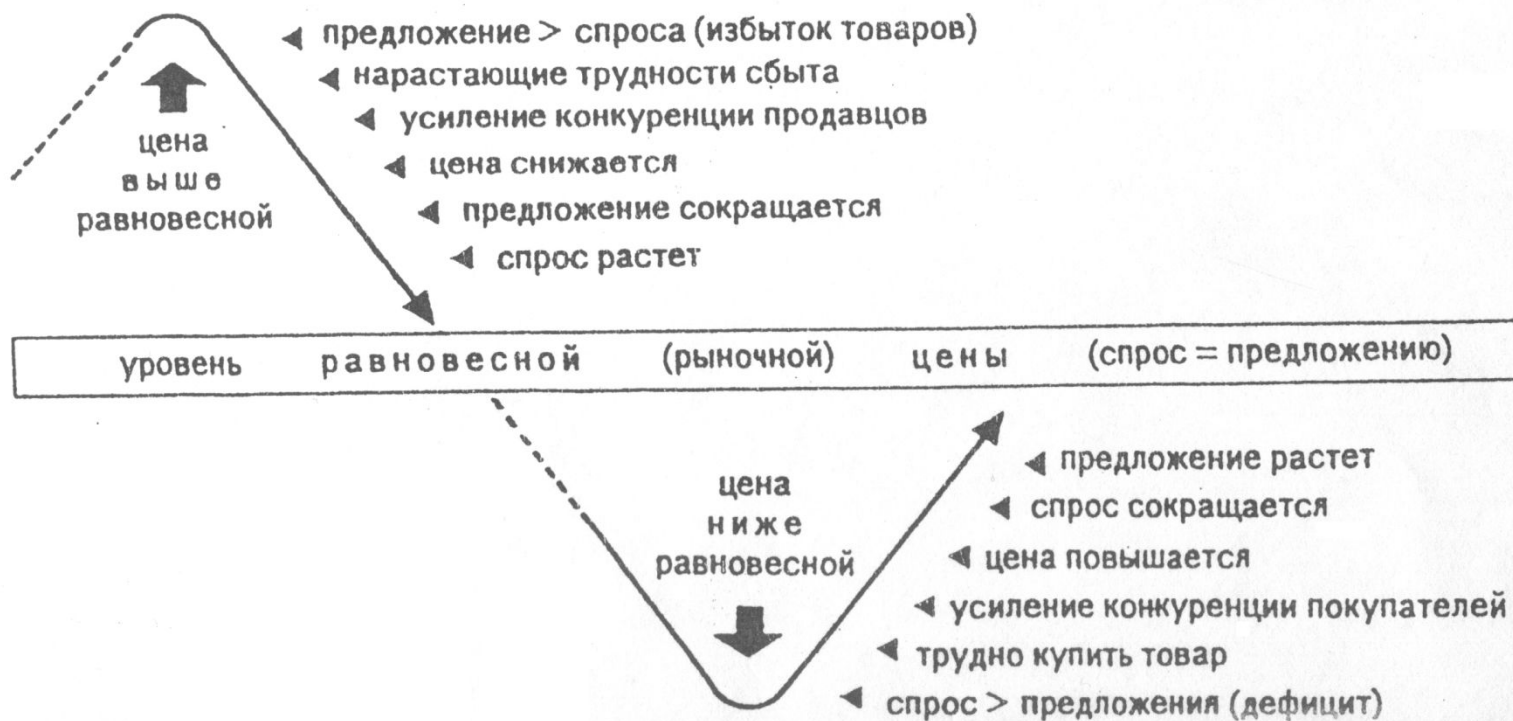 предложение > спроса (избыток товаров)
нарастающие трудности сбыта
усиление конкуренции продавцов
цена снижается
предложение сокращается
спрос растет
цена
выше
равновесной
уровень равновесной (рыночной) цены (спрос = предложению)
цена
ниже
равновесной
предложение растет
спрос сокращается
цена повышается
усиление конкуренции покупателей
трудно купить товар
спрос > предложения (дефицит)